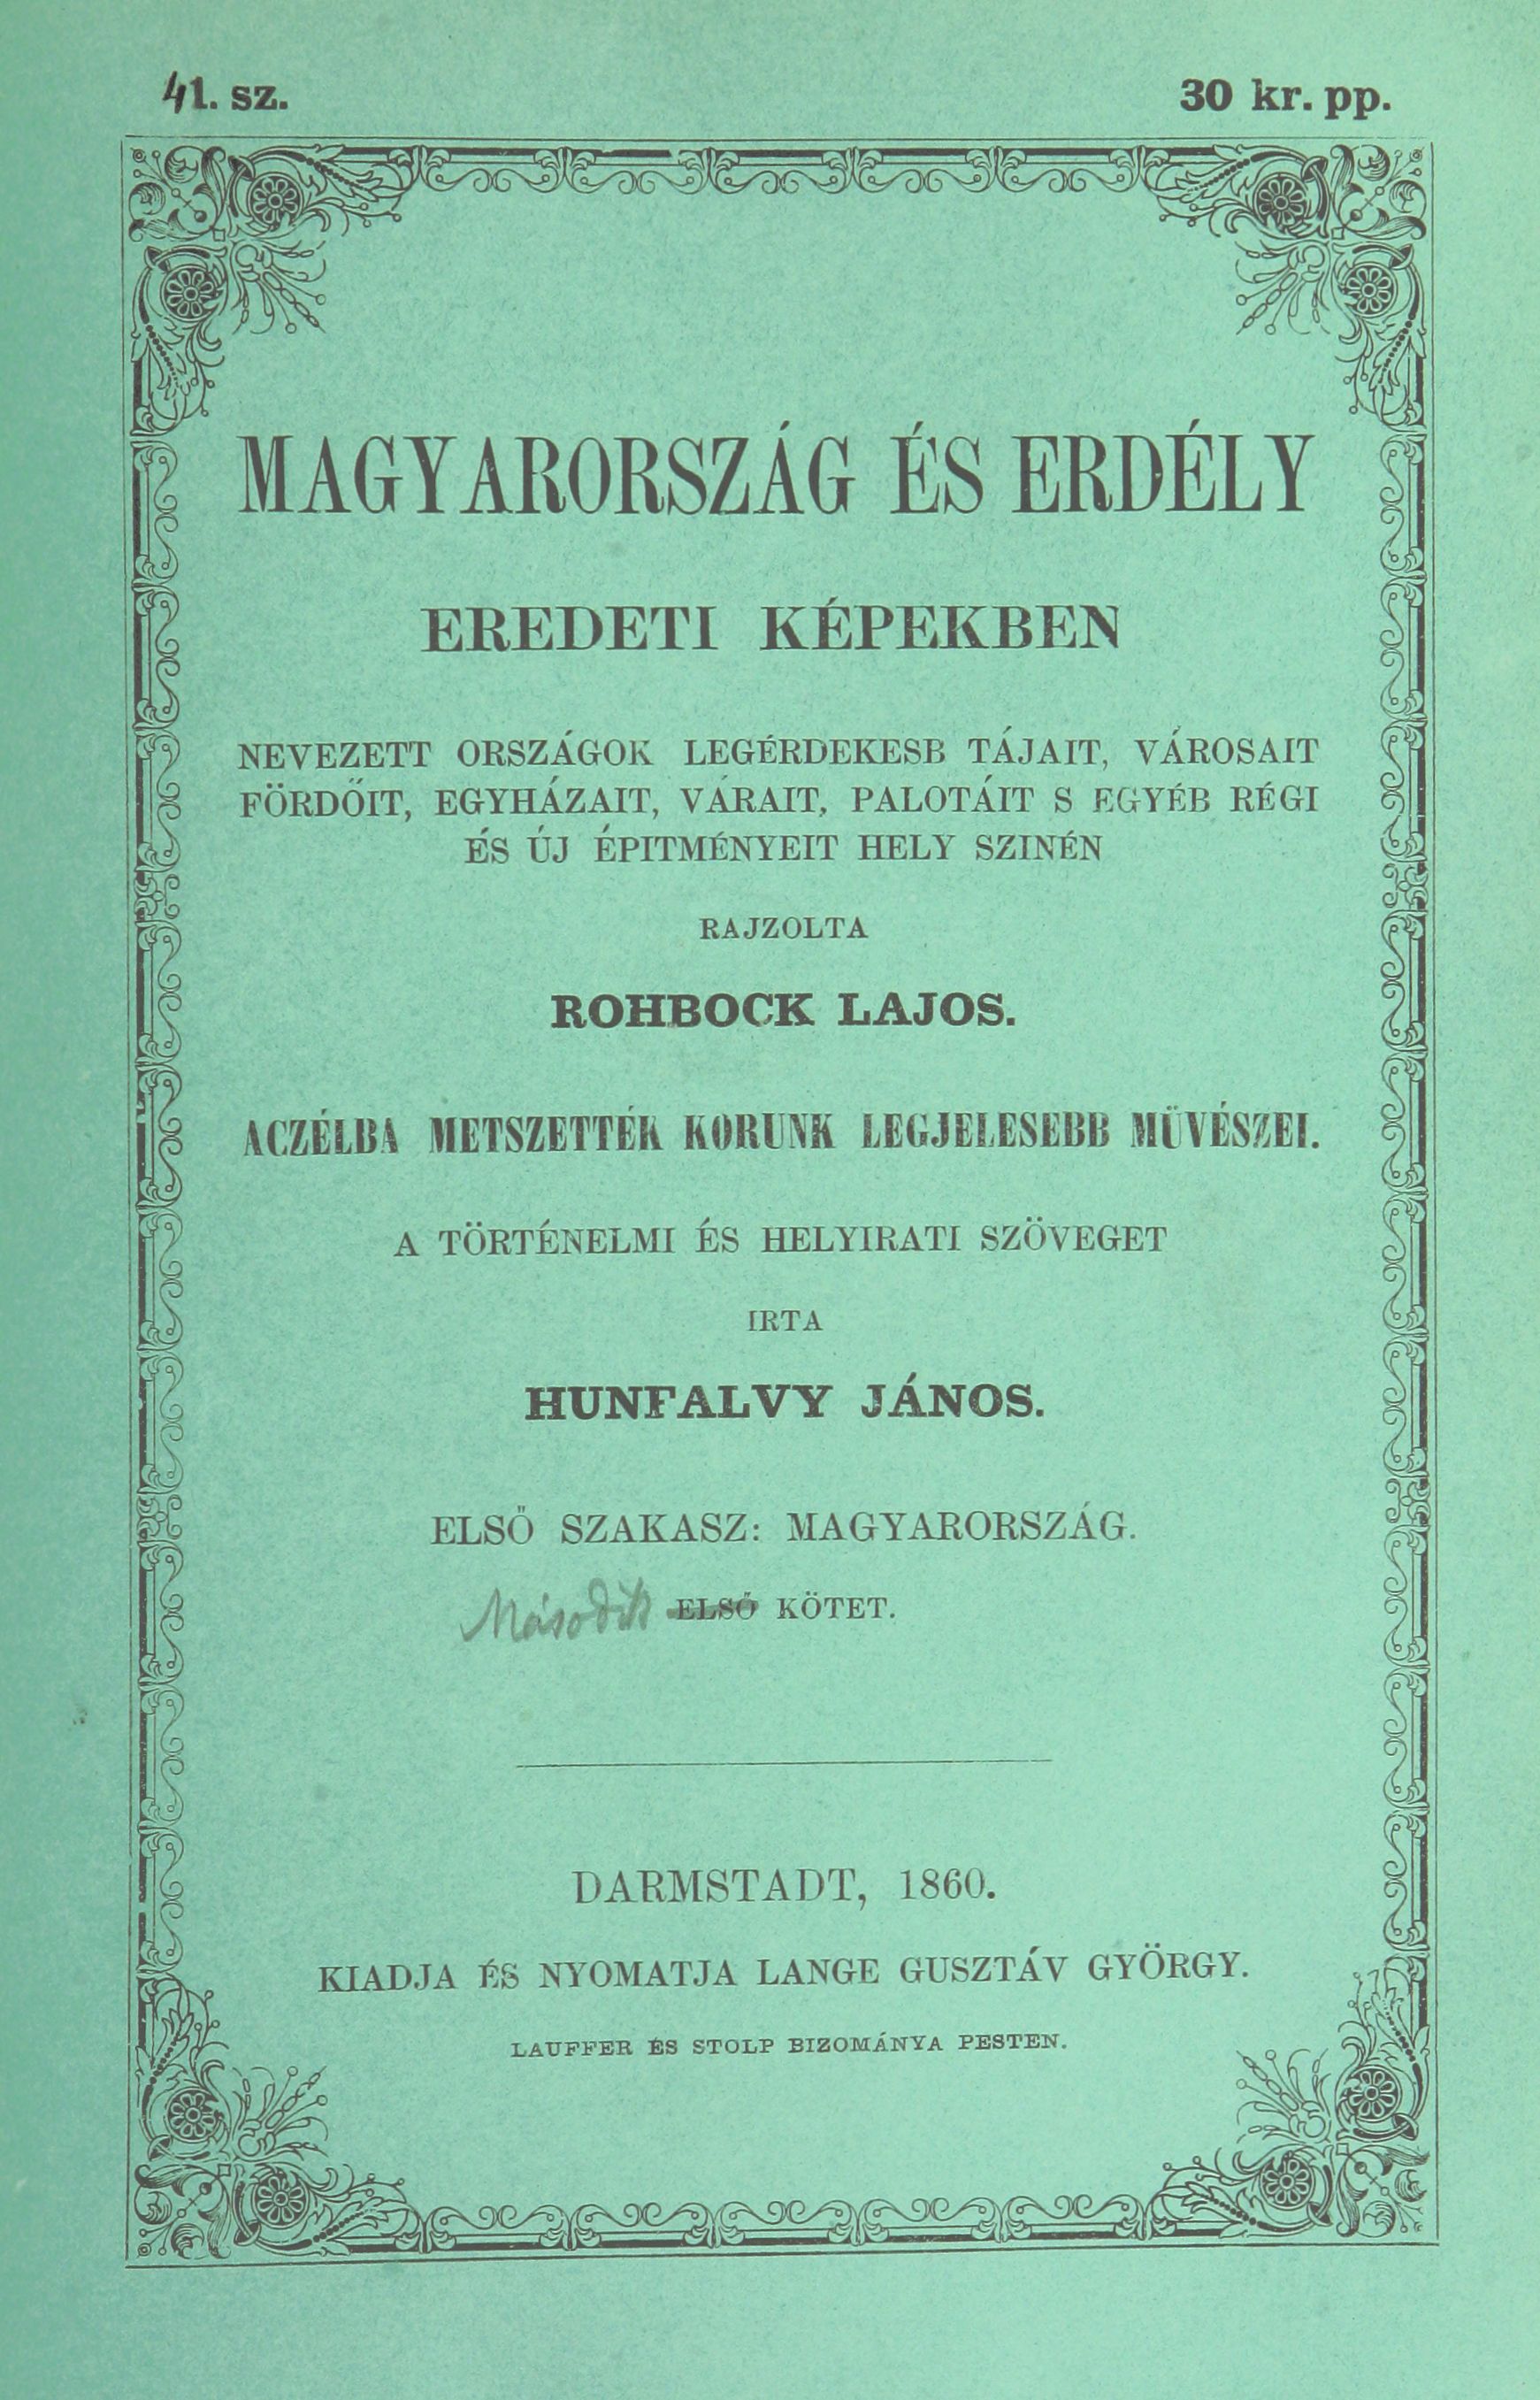 41. sz.
30 kr. pp.
MAGYARORSZÁG ÉS ERDÉLY
EREDETI KÉPEKBEN
NEVEZETT ORSZÁGOK LEGÉRDEKESB TÁJAIT, VÁROSAIT
FÖRDŐIT, EGYHÁZAIT, VÁRAIT, PALOTÁIT S EGYÉB RÉGI
ÉS ÚJ ÉPITMÉNYEIT HELY SZINÉN
RAJZOLTA
ROHBOCK LAJOS.
ACZÉLBA METSZETTÉK KORUNK LEGJELESEBB MÜVÉSZEI.
A TÖRTÉNELMI ÉS HELYIRATI SZÖVEGET
IRTA
HUNFALVY JÁNOS.
ELSŐ SZAKASZ: MAGYARORSZÁG.
Második ELSŐ KÖTET.
DARMSTADT, 1860.
KIADJA ÉS NYOMATJA LANGE GUSZTÁV GYÖRGY.
LAUFFER ÉS STOLP BIZOMÁNYA PESTEN.